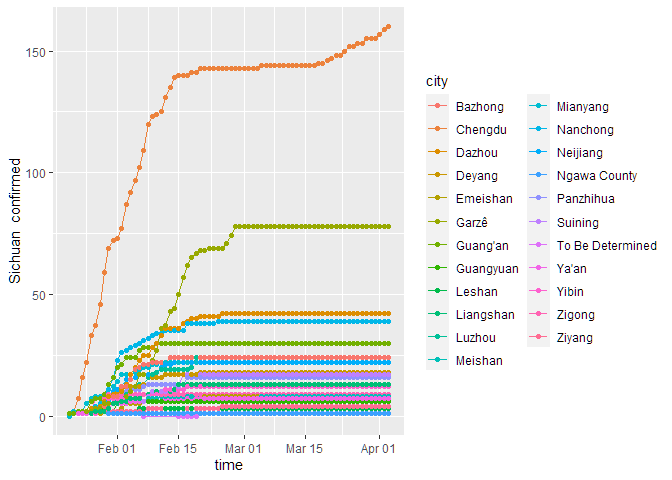 150
100
50
0
Sichuan confirmed
Feb 01 Feb 15 Mar 01 Mar 15 Apr 01
time
city
Bazhong
Chengdu
Dazhou
Deyang
Emeishan
Garzê
Guang'an
Guangyuan
Leshan
Liangshan
Luzhou
Meishan
Mianyang
Nanchong
Neijiang
Ngawa County
Panzhihua
Suining
To Be Determined
Ya'an
Yibin
Zigong
Ziyang